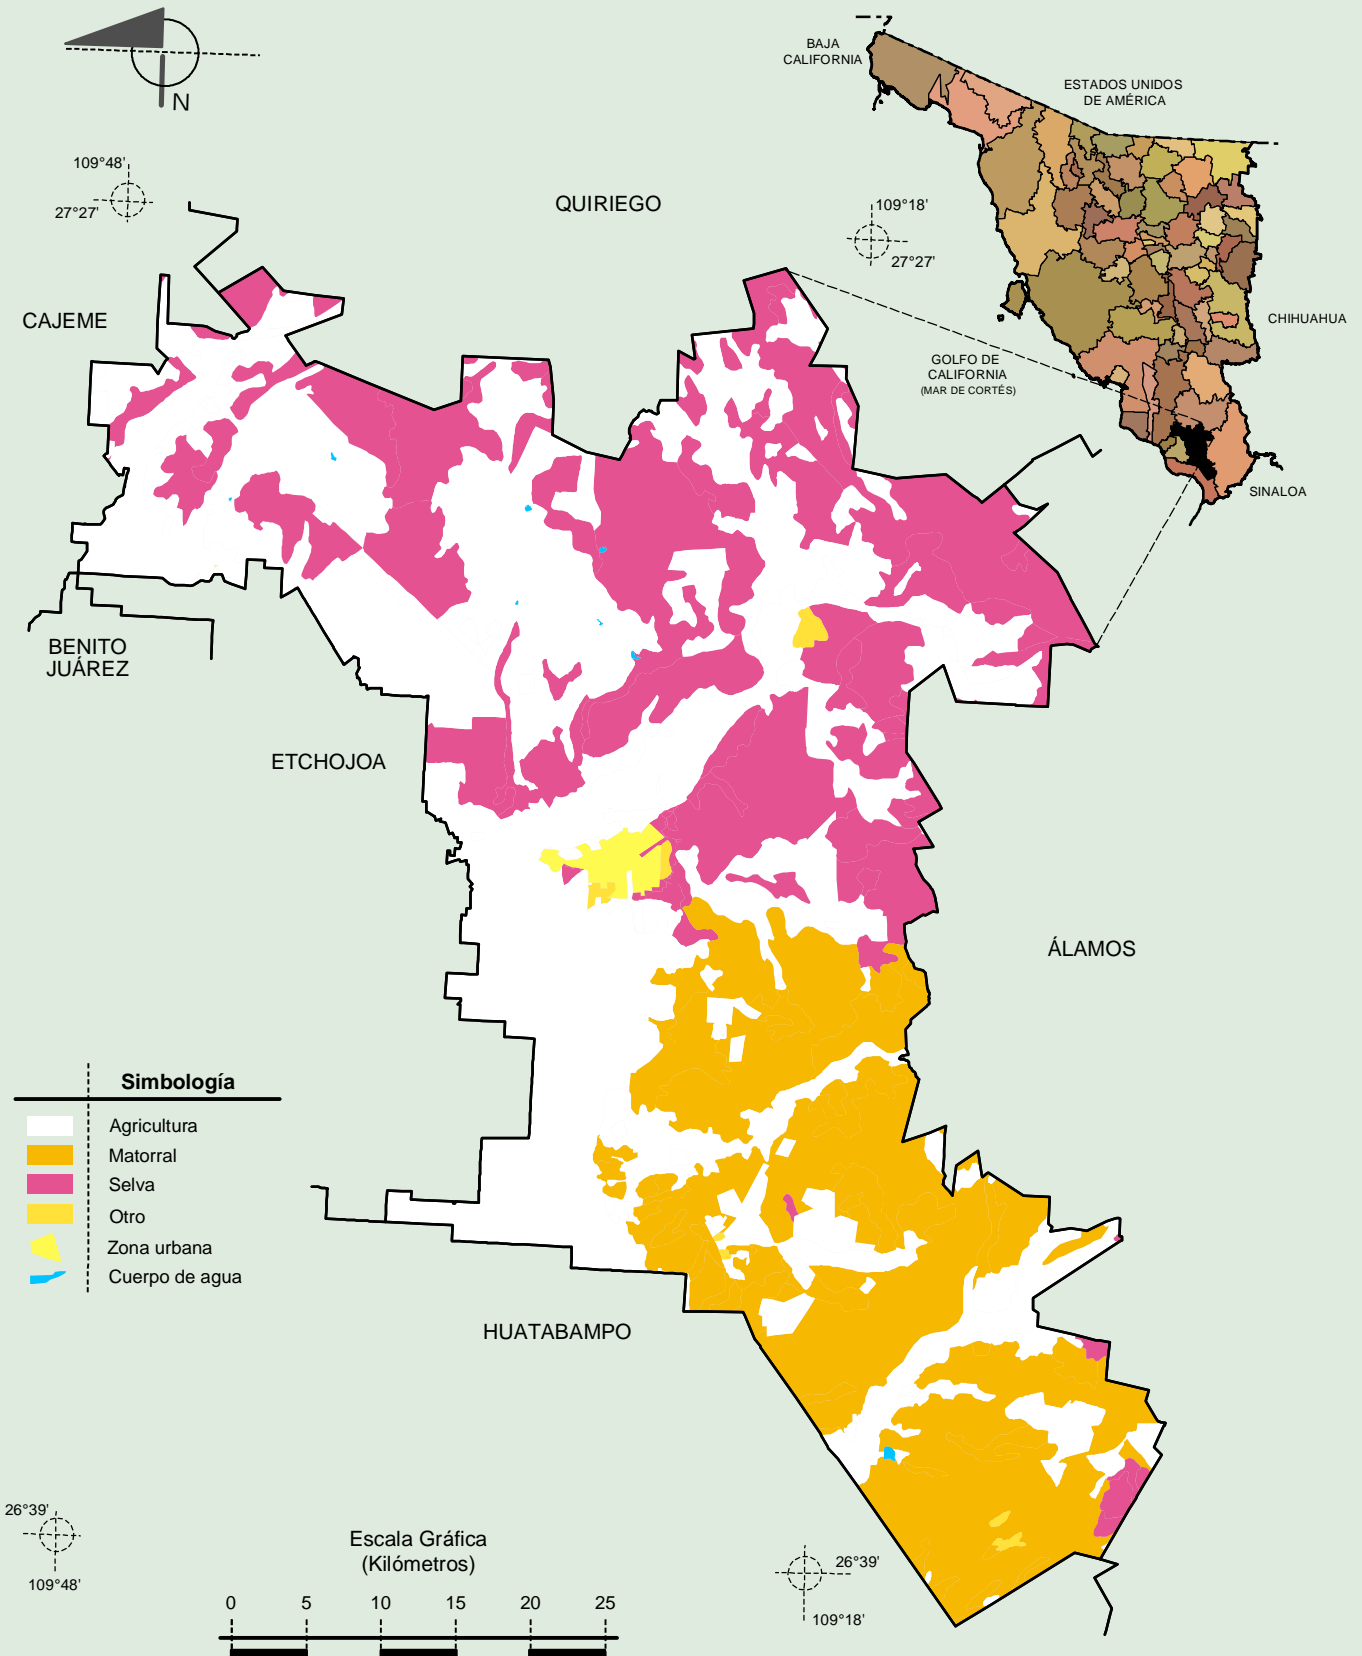 N
BAJA
CALIFORNIA
ESTADOS UNIDOS
DE AMÉRICA
109°48'
27°27'
QUIRIEGO
109°18'
27°27'
CAJEME
CHIHUAHUA
GOLFO DE
CALIFORNIA
(MAR DE CORTÉS)
SINALOA
BENITO
JUÁREZ
ETCHOJOA
ÁLAMOS
Simbología
Agricultura
Matorral
Selva
Otro
Zona urbana
Cuerpo de agua
HUATABAMPO
26°39'
109°48'
Escala Gráfica
(Kilómetros)
0 5 10 15 20 25
26°39'
109°18'